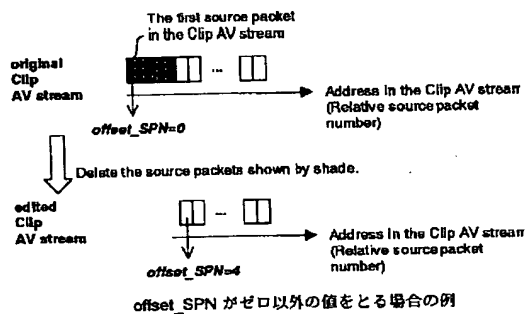 The first source packet
in the Clip AV stream
original
Clip
AV stream
...
Address in the Clip AV stream
(Relative source packet
number)
offset_SPN=0
Delete the source packets shown by shade.
edited
Clip
AV stream
...
Address in the Clip AV stream
(Relative source packet
number)
offset_SPN=4
offset_SPN がゼロ以外の値をとる場合の例